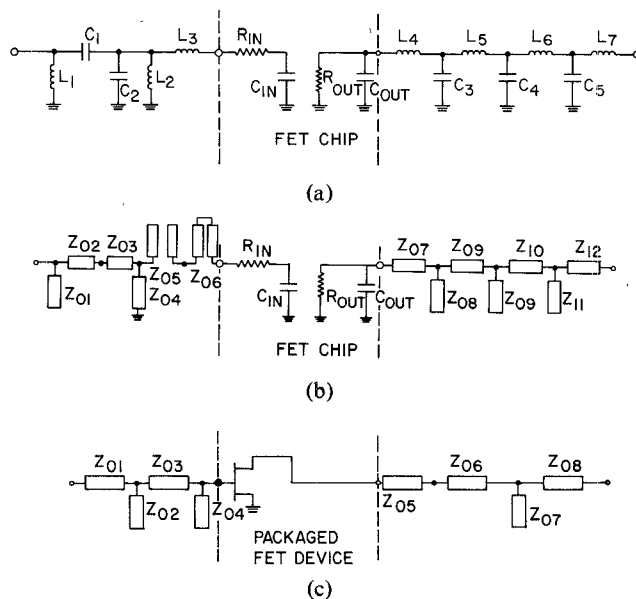 C1 L3 RIN L4 L5 L6 L7
L1 C2 L2 CIN ROUT COUT C3 C4 C5
FET CHIP
(a)
Z02 Z03 Z05 Z06 RIN Z07 Z09 Z10 Z12
Z01 Z04 CIN ROUT COUT Z08 Z09 Z11
FET CHIP
(b)
Z01 Z03 Z06 Z08
Z02 Z04 Z05 Z07
PACKAGED
FET DEVICE
(c)